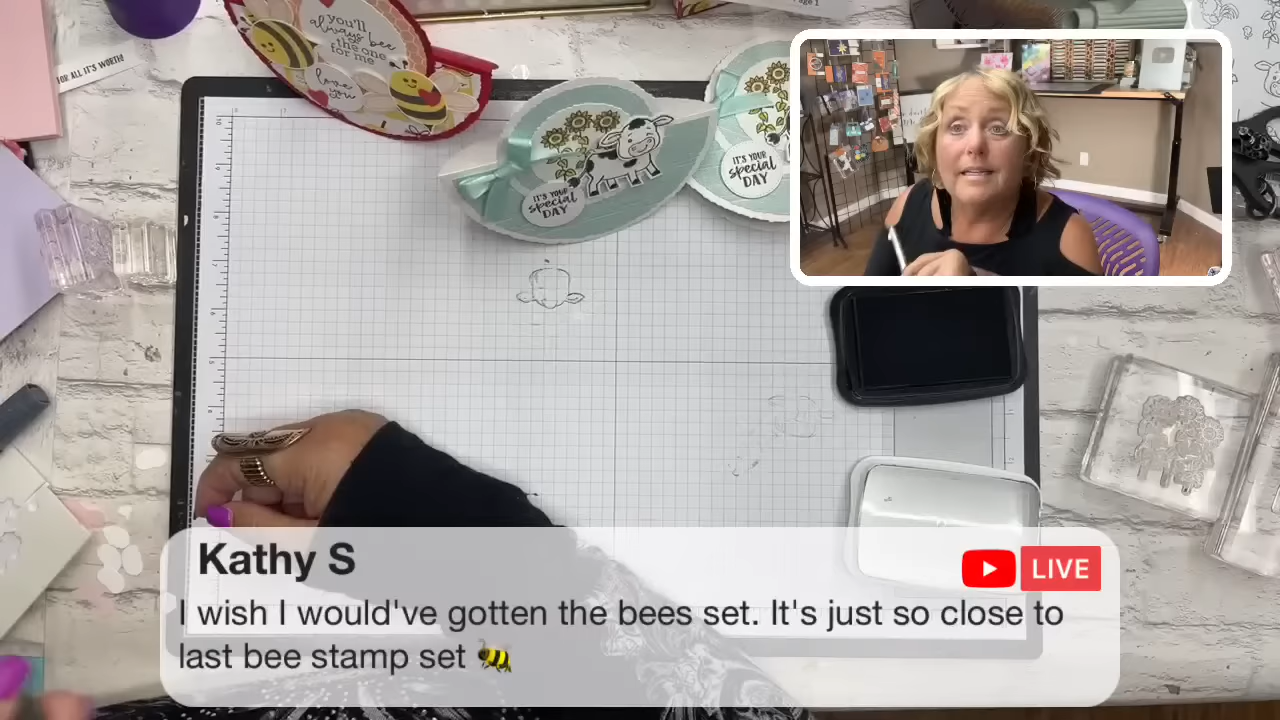 you'll
always bee
the one
for me
love
you
FOR ALL IT'S WORTH!
Page 1
IT'S YOUR
special
DAY
IT'S YOUR
special
DAY
Kathy S
LIVE
I wish I would've gotten the bees set. It's just so close to
last bee stamp set 🐝